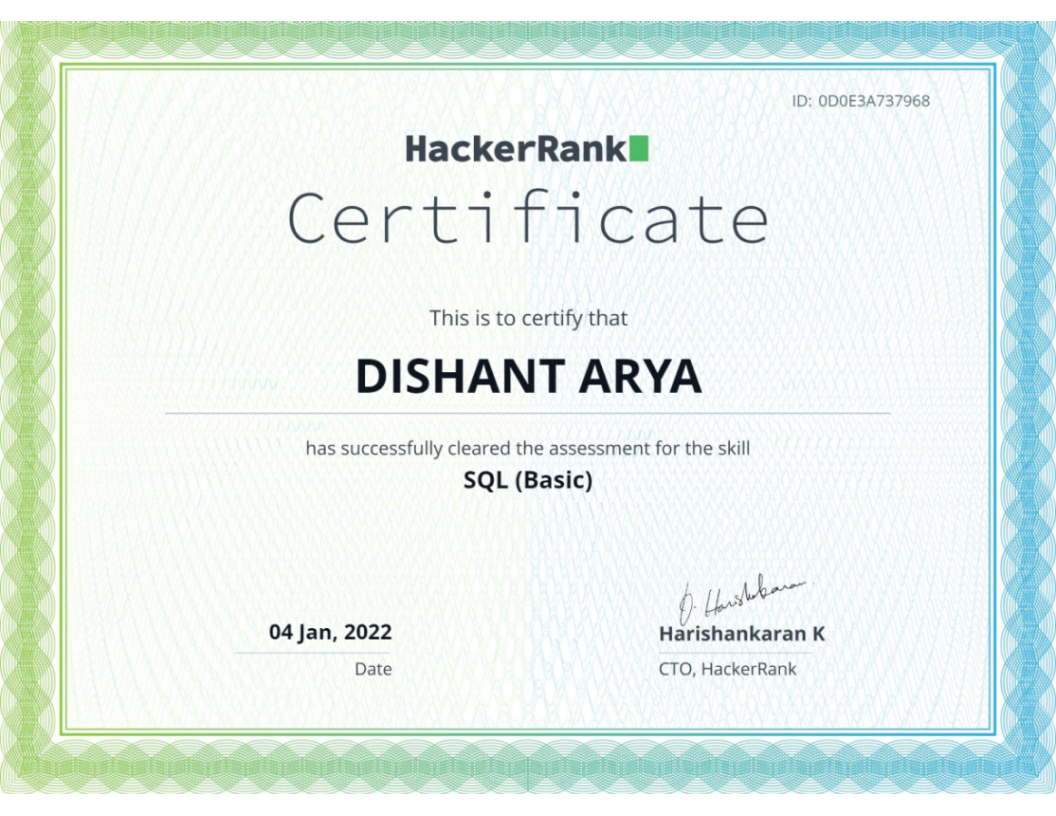 ID: 0D0E3A737968
HackerRank
Certificate
This is to certify that
DISHANT ARYA
has successfully cleared the assessment for the skill
SQL (Basic)
04 Jan, 2022
Date
Harishankaran K
CTO, HackerRank